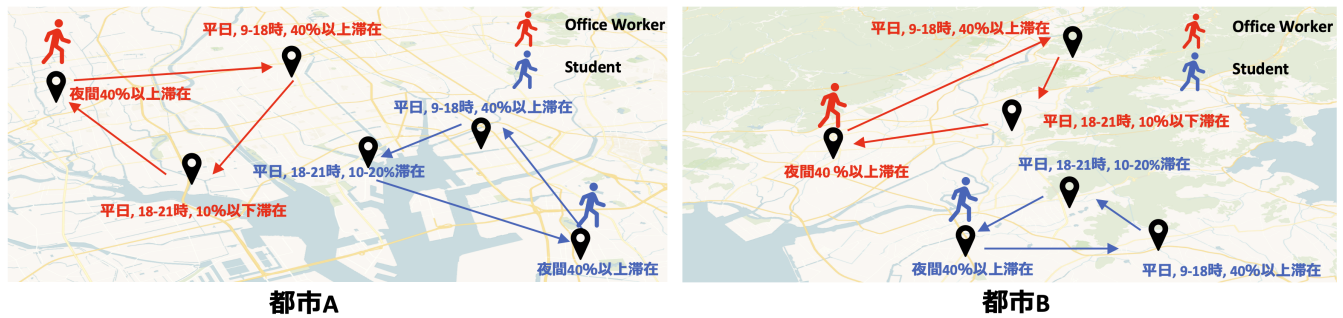 平日, 9-18時, 40%以上滞在
Office Worker
Student
夜間40%以上滞在
平日, 9-18時, 40%以上滞在
平日, 18-21時, 10-20%滞在
平日, 18-21時, 10%以下滞在
夜間40%以上滞在
都市A
平日, 9-18時, 40%以上滞在
Office Worker
Student
平日, 18-21時, 10%以下滞在
夜間40 %以上滞在
平日, 18-21時, 10-20%滞在
夜間40%以上滞在
平日, 9-18時, 40%以上滞在
都市B